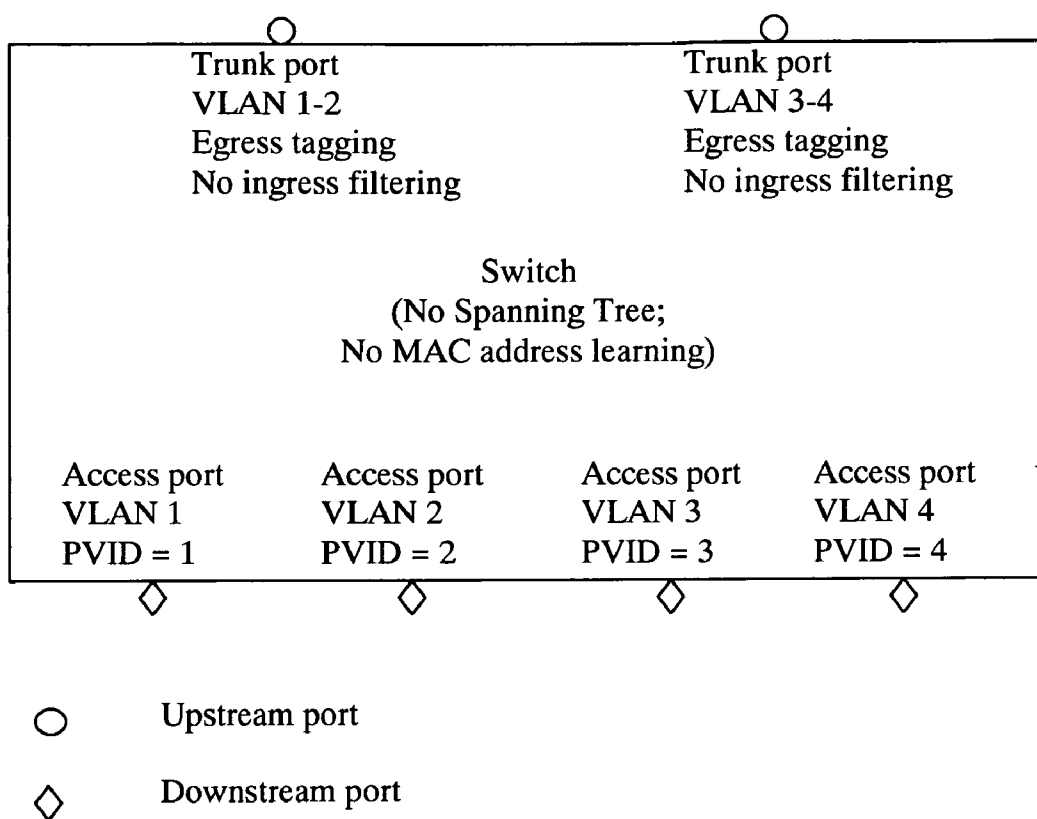 Trunk port
VLAN 1-2
Egress tagging
No ingress filtering
Trunk port
VLAN 3-4
Egress tagging
No ingress filtering
Switch
(No Spanning Tree;
No MAC address learning)
Access port
VLAN 1
PVID = 1
Access port
VLAN 2
PVID = 2
Access port
VLAN 3
PVID = 3
Access port
VLAN 4
PVID = 4
Upstream port
Downstream port